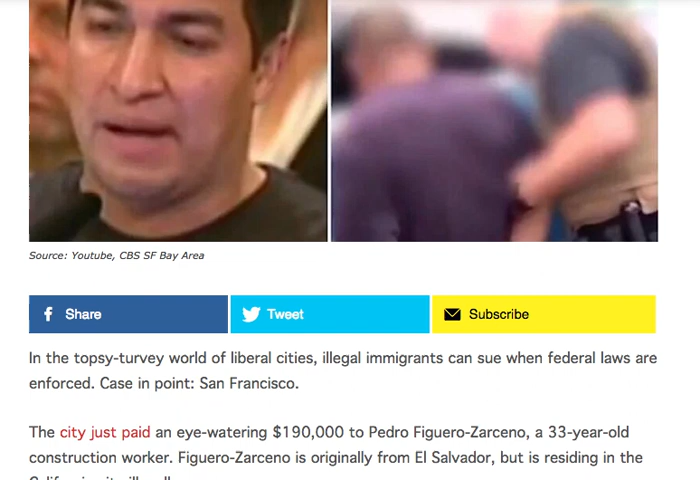 Source: Youtube, CBS SF Bay Area
Share
Tweet
Subscribe
In the topsy-turvey world of liberal cities, illegal immigrants can sue when federal laws are
enforced. Case in point: San Francisco.
The city just paid an eye-watering $190,000 to Pedro Figuero-Zarceno, a 33-year-old
construction worker. Figuero-Zarceno is originally from El Salvador, but is residing in the